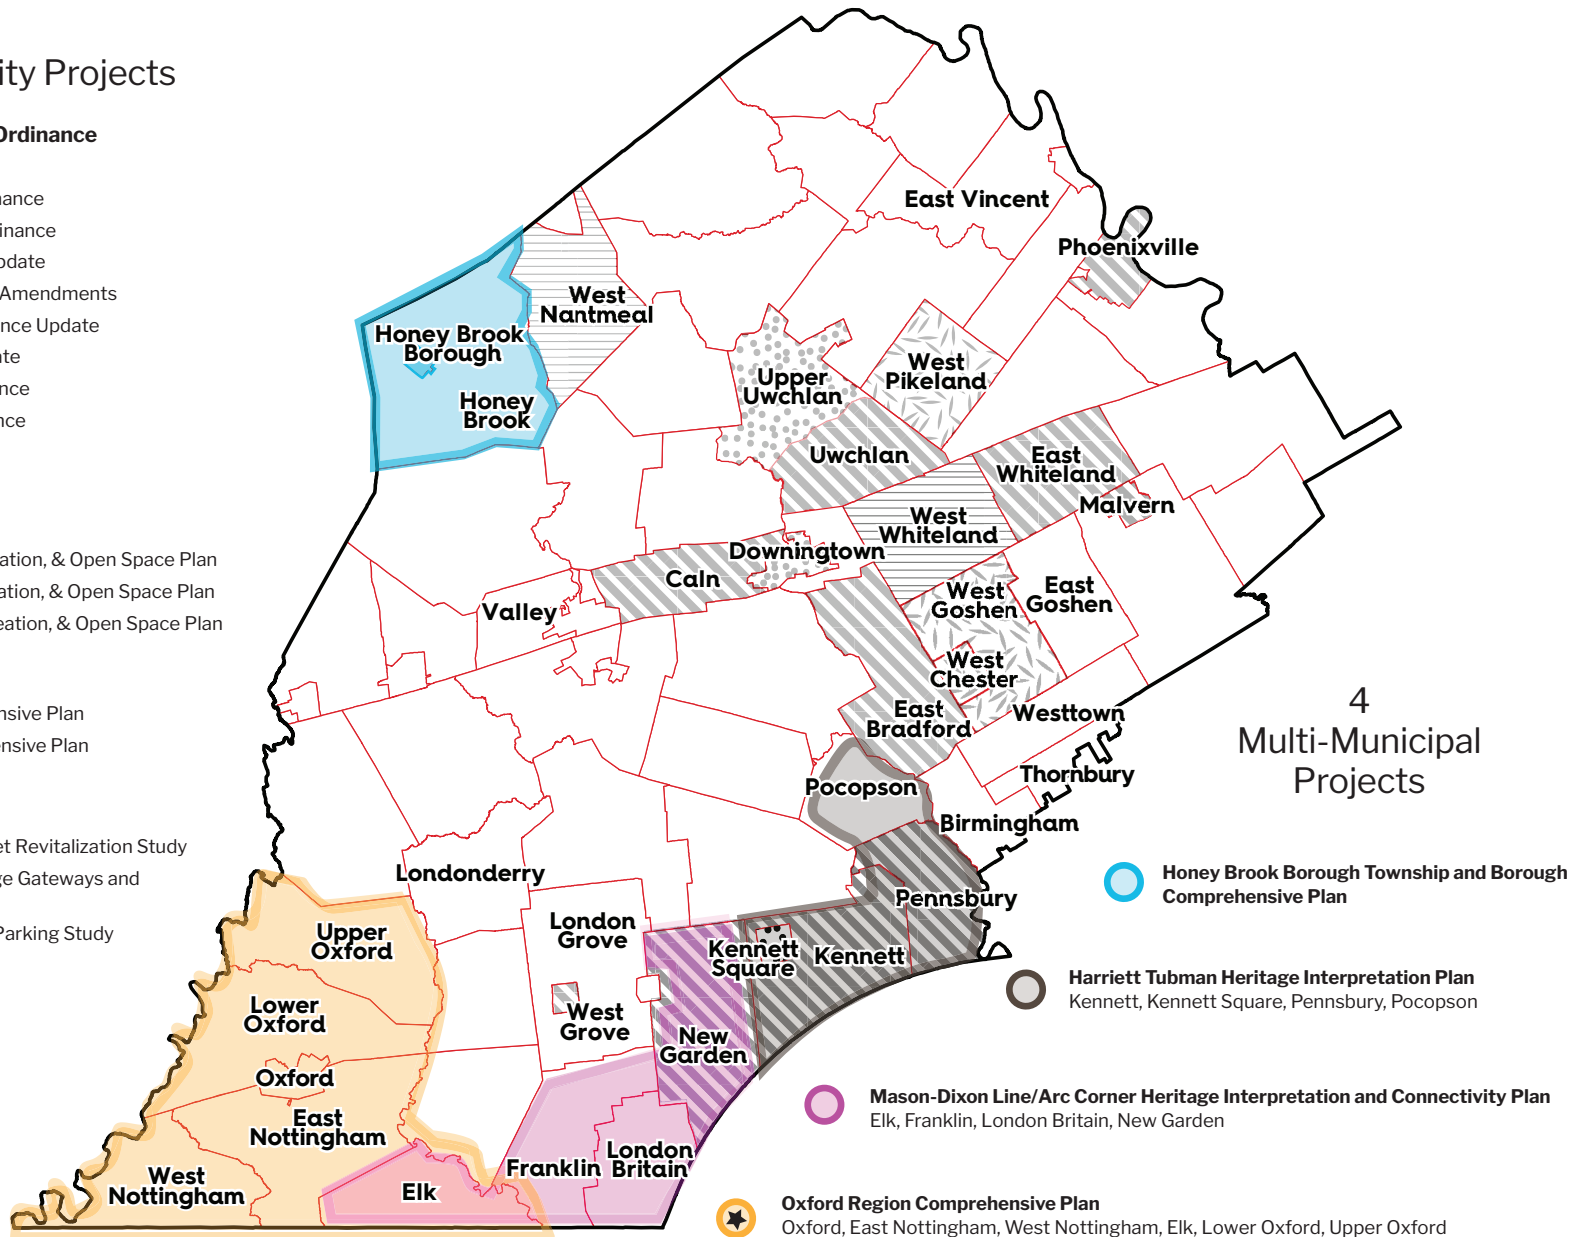 ity Projects
Ordinance
nance
inance
pdate
Amendments
nce Update
te
nce
nce
ation, & Open Space Plan
ation, & Open Space Plan
eation, & Open Space Plan
nsive Plan
ensive Plan
et Revitalization Study
ge Gateways and
Parking Study
East Vincent
Phoenixville
West
Nantmeal
Honey Brook
Borough
Honey
Brook
Upper
Uwchlan
West
Pikeland
Uwchlan
East
Whiteland
Malvern
West
Whiteland
Downingtown
Caln
Valley
West
Goshen
East
Goshen
West
Chester
East
Bradford
Westtown
Thornbury
Pocopson
Birmingham
Londonderry
Pennsbury
London
Grove
Kennett
Square
Kennett
Upper
Oxford
Lower
Oxford
West
Grove
New
Garden
Oxford
East
Nottingham
West
Nottingham
Elk
Franklin
London
Britain
4
Multi-Municipal
Projects
Honey Brook Borough Township and Borough
Comprehensive Plan
Harriett Tubman Heritage Interpretation Plan
Kennett, Kennett Square, Pennsbury, Pocopson
Mason-Dixon Line/Arc Corner Heritage Interpretation and Connectivity Plan
Elk, Franklin, London Britain, New Garden
Oxford Region Comprehensive Plan
Oxford, East Nottingham, West Nottingham, Elk, Lower Oxford, Upper Oxford